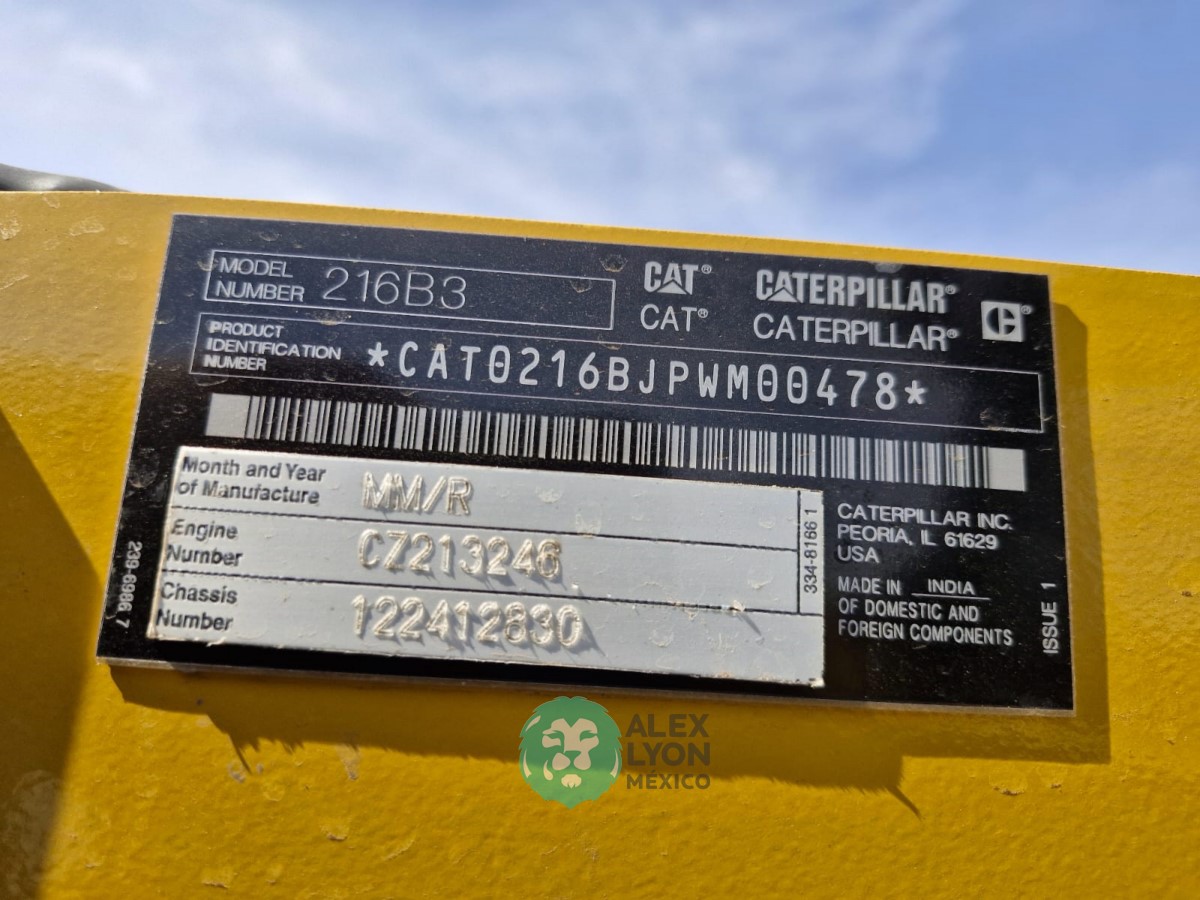 MODEL
NUMBER 216B3
CAT® CATERPILLAR®
CAT® CATERPILLAR®
PRODUCT
IDENTIFICATION
NUMBER
*CAT0216BJPWM00478*
Month and Year
of Manufacture MM/R
Engine
Number CZ213246
Chassis
Number 122412830
334-8166 1
239-6986 7
CATERPILLAR INC.
PEORIA, IL 61629
USA
MADE IN INDIA
OF DOMESTIC AND
FOREIGN COMPONENTS
ISSUE 1
ALEX
LYON
MÉXICO